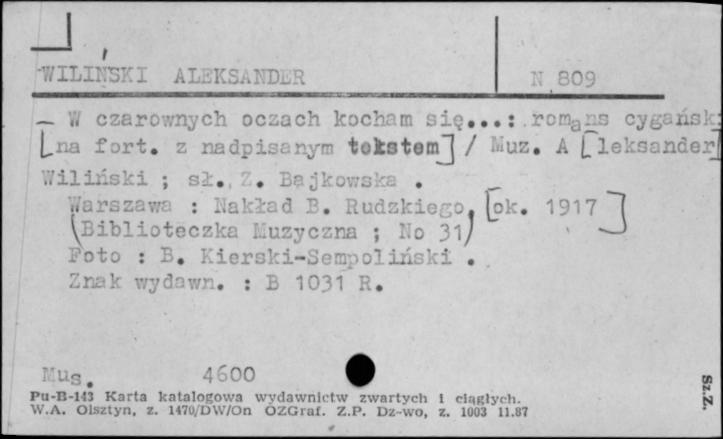 WILIŃSKI ALEKSANDER N 809
— W czarownych oczach kocham się...: romans cygańsk
[na fort. z nadpisanym tekstem] / Muz. A[leksander]
Wiliński ; sł. Z. Bajkowska .
Warszawa : Nakład B. Rudzkiego, [ok. 1917]
(Biblioteczka Muzyczna ; No 31)
Foto : B. Kierski-Sempoliński .
Znak wydawn. : B 1031 R.
Mus. 4600
Pu-B-143 Karta katalogowa wydawnictw zwartych i ciągłych.
W.A. Olsztyn, z. 1470/DW/On OZGraf. Z.P. Dz-wo, z. 1003 11.87
Sz.Z.